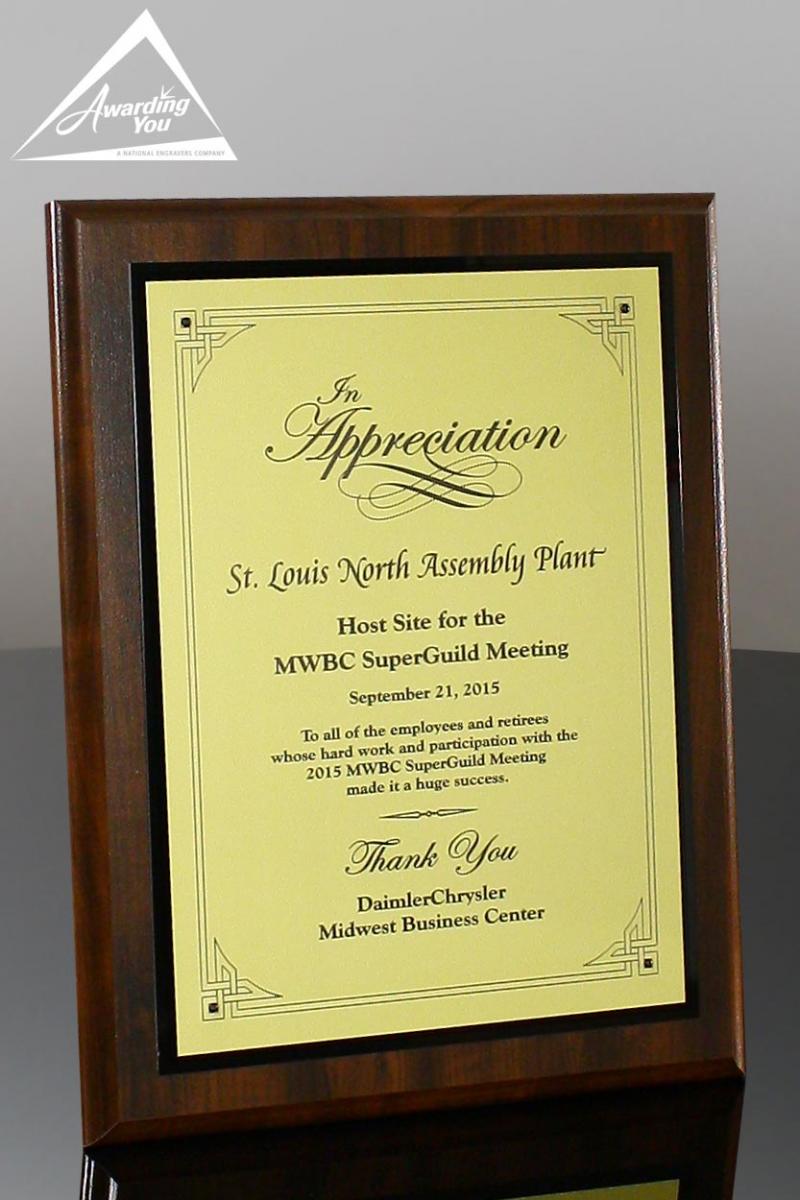 Awarding
You
A NATIONAL ENGRAVERS COMPANY
In
Appreciation
St. Louis North Assembly Plant
Host Site for the
MWBC SuperGuild Meeting
September 21, 2015
To all of the employees and retirees
whose hard work and participation with the
2015 MWBC SuperGuild Meeting
made it a huge success.
Thank You
DaimlerChrysler
Midwest Business Center